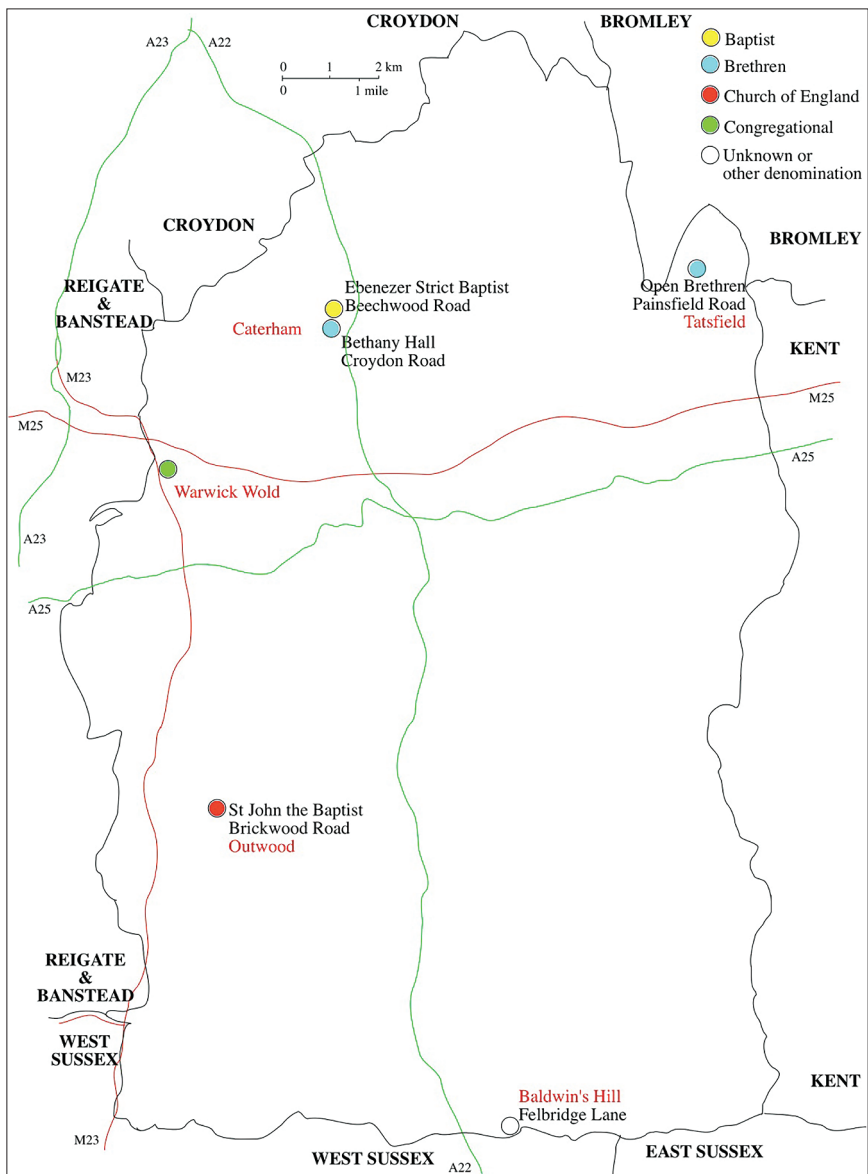 CROYDON
BROMLEY
A23
A22
0 1 2 km
0 1 mile
Baptist
Brethren
Church of England
Congregational
Unknown or
other denomination
CROYDON
BROMLEY
REIGATE
&
BANSTEAD
Ebenezer Strict Baptist
Beechwood Road
Caterham
Bethany Hall
Croydon Road
Open Brethren
Painsfield Road
Tatsfield
KENT
M23
M25
M25
A25
Warwick Wold
A23
A25
St John the Baptist
Brickwood Road
Outwood
REIGATE
&
BANSTEAD
WEST
SUSSEX
KENT
Baldwin's Hill
Felbridge Lane
M23
WEST SUSSEX
A22
EAST SUSSEX